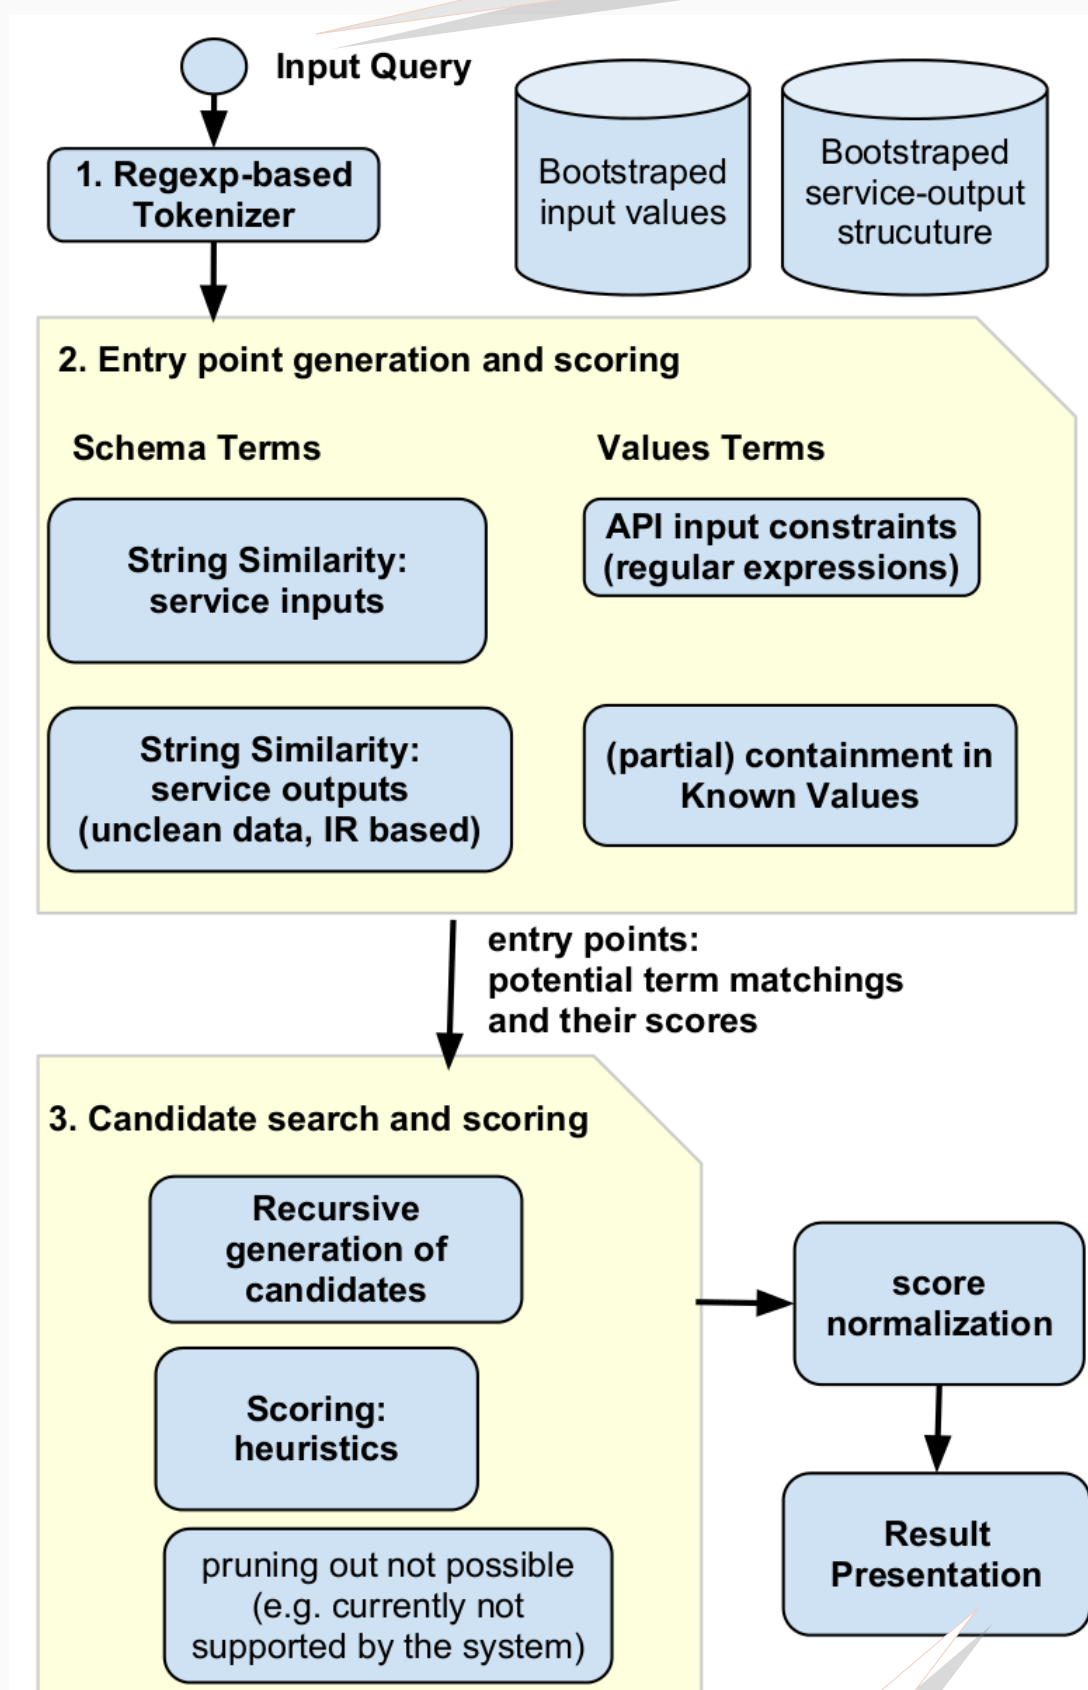 Input Query
1. Regexp-based
Tokenizer
Bootstraped
input values
Bootstraped
service-output
strucuture
2. Entry point generation and scoring
Schema Terms
Values Terms
String Similarity:
service inputs
API input constraints
(regular expressions)
String Similarity:
service outputs
(unclean data, IR based)
(partial) containment in
Known Values
entry points:
potential term matchings
and their scores
3. Candidate search and scoring
Recursive
generation of
candidates
Scoring:
heuristics
pruning out not possible
(e.g. currently not
supported by the system)
score
normalization
Result
Presentation